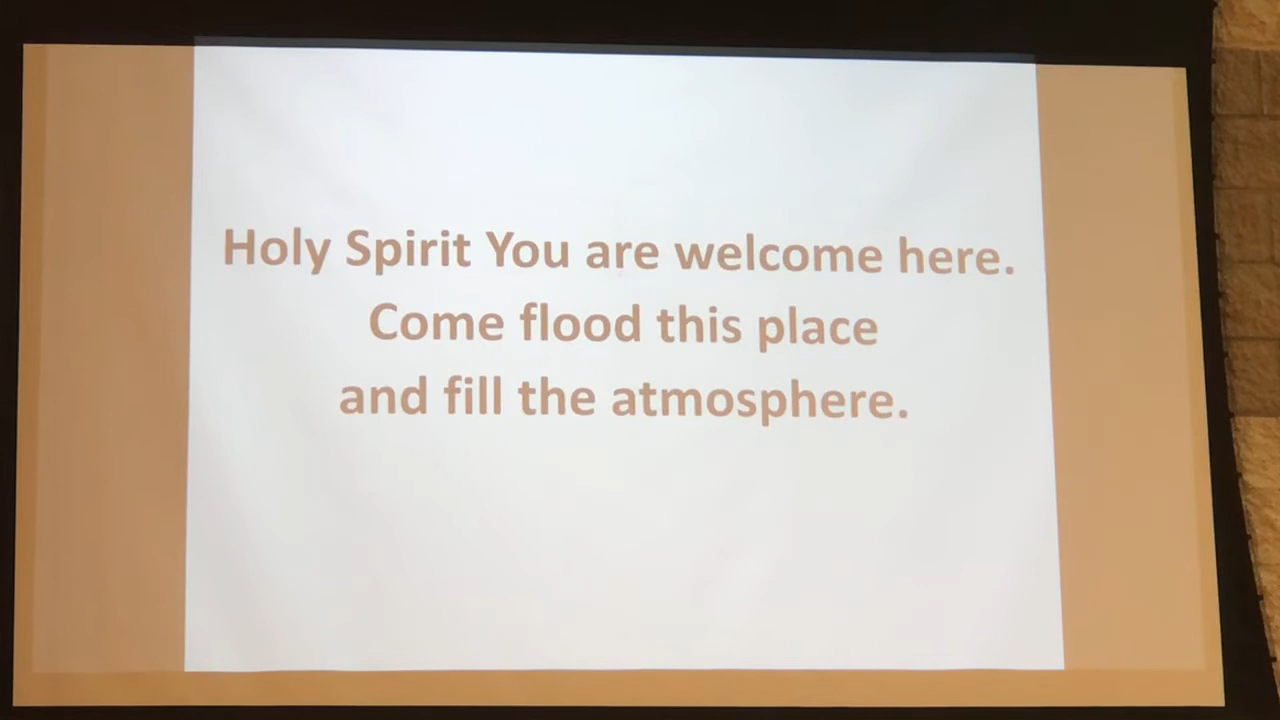 Holy Spirit You are welcome here.
Come flood this place
and fill the atmosphere.